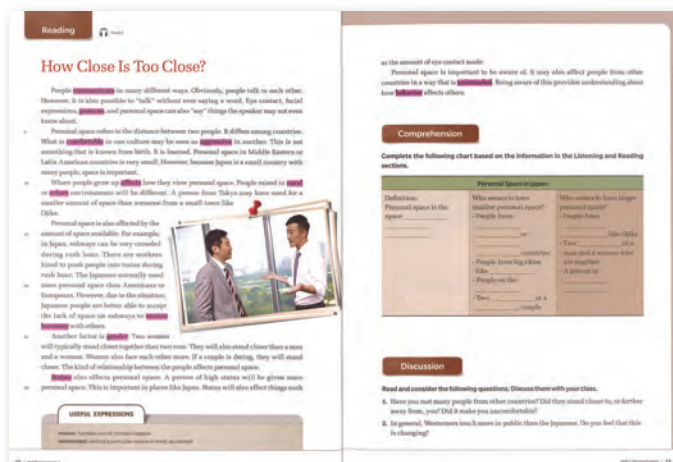 Reading
How Close Is Too Close?
People communicate in many different ways. Obviously, people talk to each other.
However, it is also possible to "talk" without ever saying a word. Eye contact, facial
expressions, gestures, and personal space can also "say" things the speaker may not even
know about.
Personal space refers to the distance between two people. It differs among countries.
What is comfortable in one culture may be seen as aggressive in another. This is not
something that is known from birth. It is learned. Personal space in Middle Eastern or
Latin American countries is very small. However, because Japan is a small country with
many people, space is important.
Where people grow up affects how they view personal space. People raised in rural
or urban environments will be different. A person from Tokyo may have need for a
smaller amount of space than someone from a small town like
Ojika.
Personal space is also affected by the
amount of space available. For example,
in Japan, subways can be very crowded
during rush hour. There are workers
hired to push people into trains during
rush hour. The Japanese normally need
more personal space than Americans or
Europeans. However, due to the situation,
Japanese people are better able to accept
the lack of space on subways to
harmony with others.
Another factor is gender. Two women
will typically stand closer together than two men. They will also stand closer than a man
and a woman. Women also face each other more. If a couple is dating, they will stand
closer. The kind of relationship between the people affects personal space.
Status also affects personal space. A person of high status will be given more
personal space. This is important in places like Japan. Status will also affect things such
USEFUL EXPRESSIONS
as the amount of eye contact made.
Personal space is important to be aware of. It may also affect people from other
countries in a way that is unintended. Being aware of this provides understanding about
how behavior affects others.
Comprehension
Complete the following chart based on the information in the Listening and Reading
sections.
Personal Space in Japan
Definition:
Personal space is the
space
Who seems to have
smaller personal space?
- People from
or
countries
- People from big cities
like
- People on the
- Two or a
couple
Who seems to have larger
personal space?
- People from
like Ojika
- Two or a
man and a woman who
are together
- A person of
Discussion
Read and consider the following questions. Discuss them with your class.
1. Have you met many people from other countries? Did they stand closer to, or farther
away from, you? Did it make you uncomfortable?
2. In general, Westerners touch more in public than the Japanese. Do you feel that this
is changing?